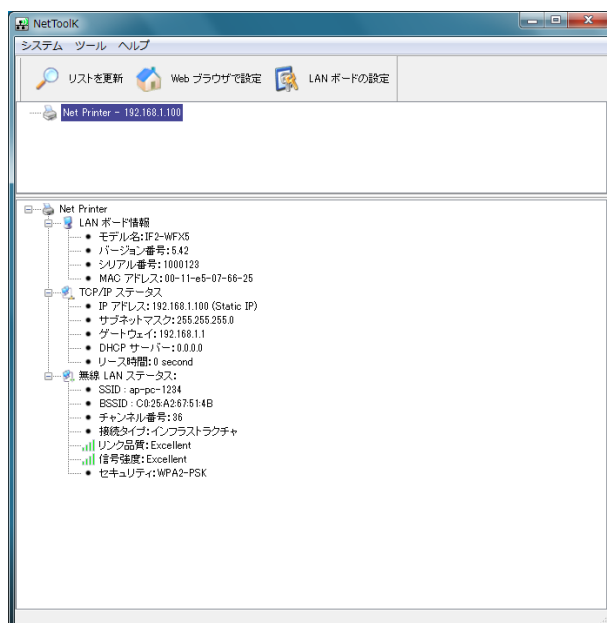 NetToolK
システム ツール ヘルプ
リストを更新 Web ブラウザで設定 LAN ボードの設定
Net Printer - 192.168.1.100
Net Printer
LAN ボード情報
モデル名:IF2-WFX5
バージョン番号:5.42
シリアル番号:1000123
MAC アドレス:00-11-e5-07-66-25
TCP/IP ステータス
IP アドレス:192.168.1.100 (Static IP)
サブネットマスク:255.255.255.0
ゲートウェイ:192.168.1.1
DHCP サーバー:0.0.0.0
リース時間:0 second
無線 LAN ステータス:
SSID : ap-pc-1234
BSSID : C0:25:A2:67:51:4B
チャンネル番号:36
接続タイプ:インフラストラクチャ
リンク品質:Excellent
信号強度:Excellent
セキュリティ:WPA2-PSK